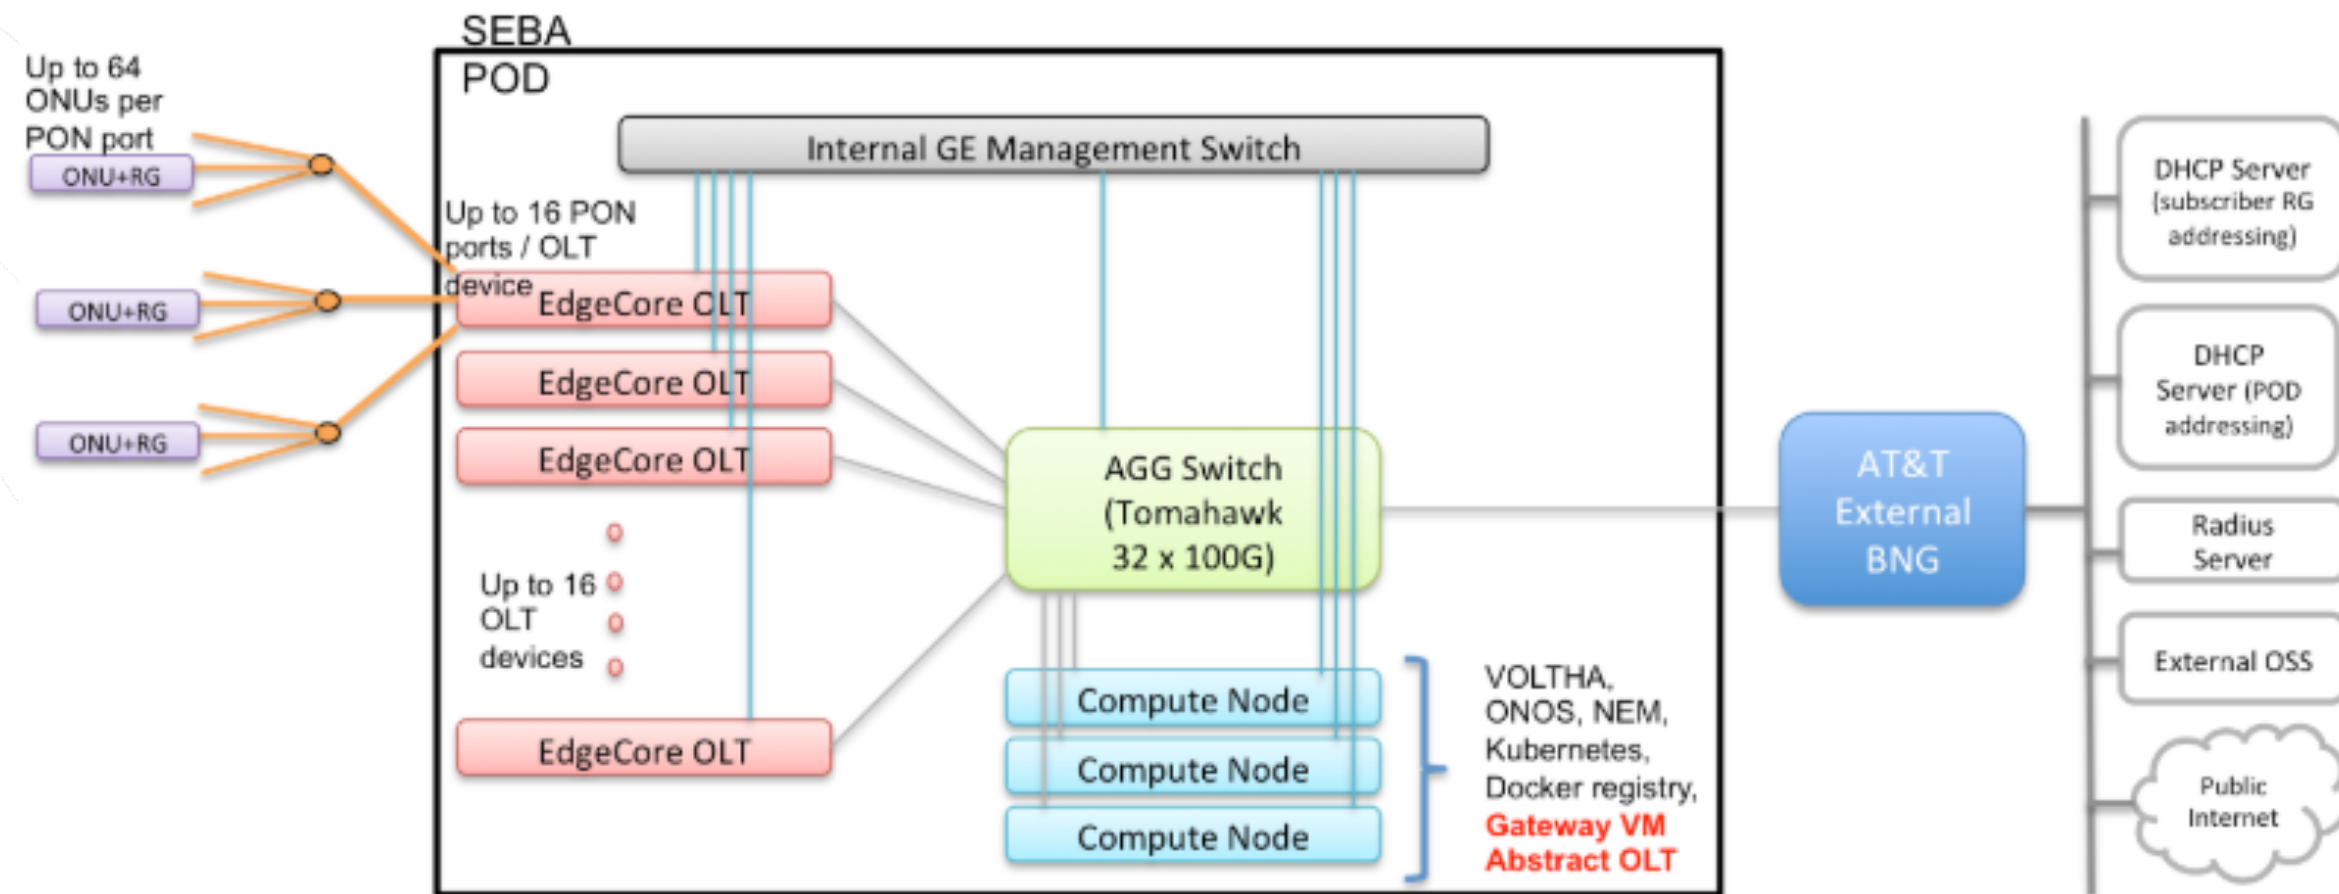 SEBA
POD
Up to 64
ONUs per
PON port
ONU+RG
ONU+RG
ONU+RG
Internal GE Management Switch
Up to 16 PON
ports / OLT
device
EdgeCore OLT
EdgeCore OLT
EdgeCore OLT
Up to 16
OLT
devices
EdgeCore OLT
AGG Switch
(Tomahawk
32 x 100G)
Compute Node
Compute Node
Compute Node
VOLTHA,
ONOS, NEM,
Kubernetes,
Docker registry,
Gateway VM
Abstract OLT
AT&T
External
BNG
DHCP Server
(subscriber RG
addressing)
DHCP
Server (POD
addressing)
Radius
Server
External OSS
Public
Internet